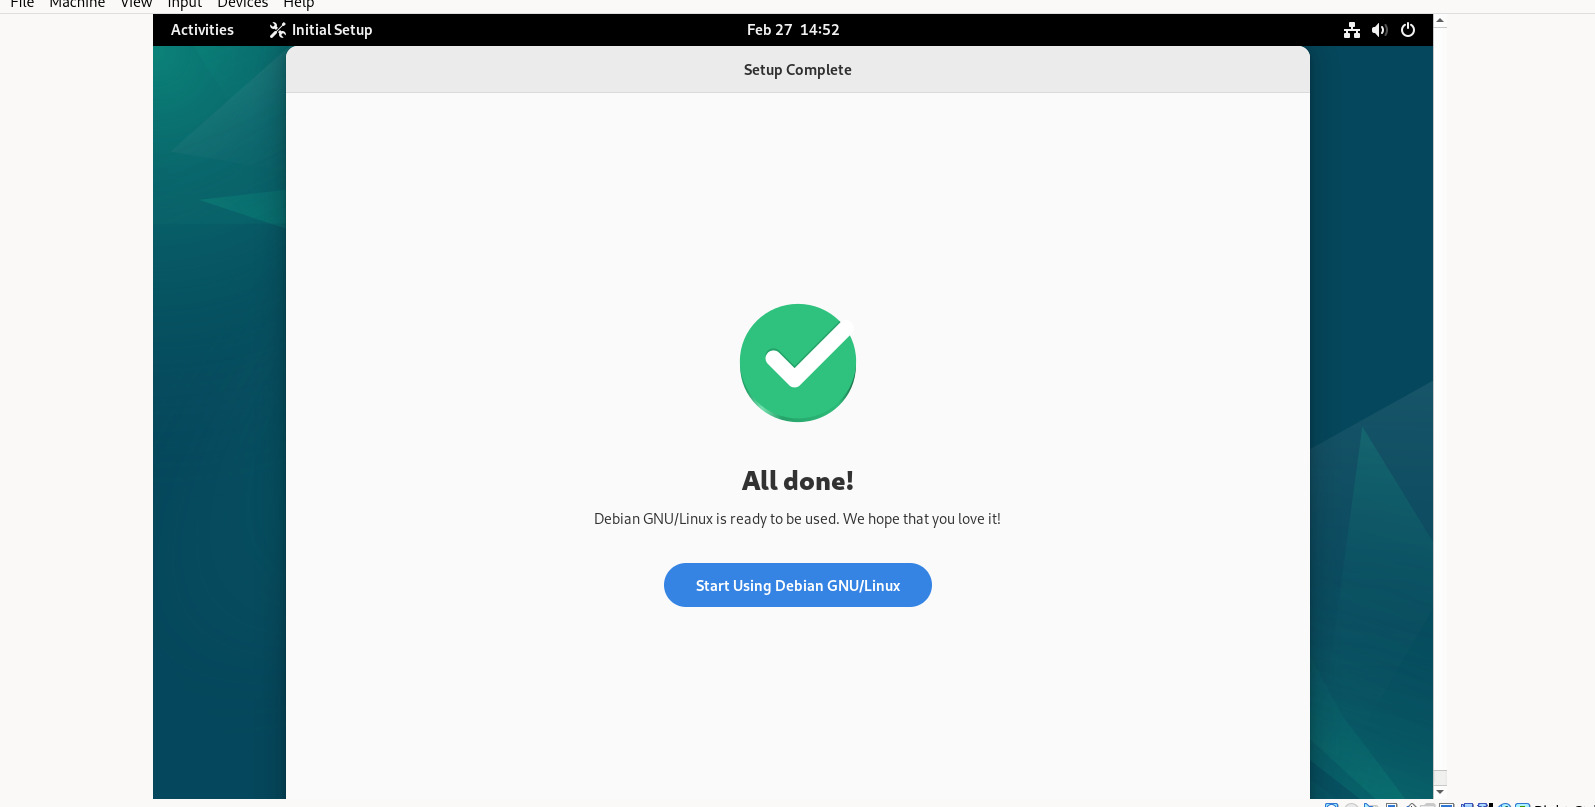 File Machine View Input Devices Help
Activities Initial Setup Feb 27 14:52
Setup Complete
All done!
Debian GNU/Linux is ready to be used. We hope that you love it!
Start Using Debian GNU/Linux